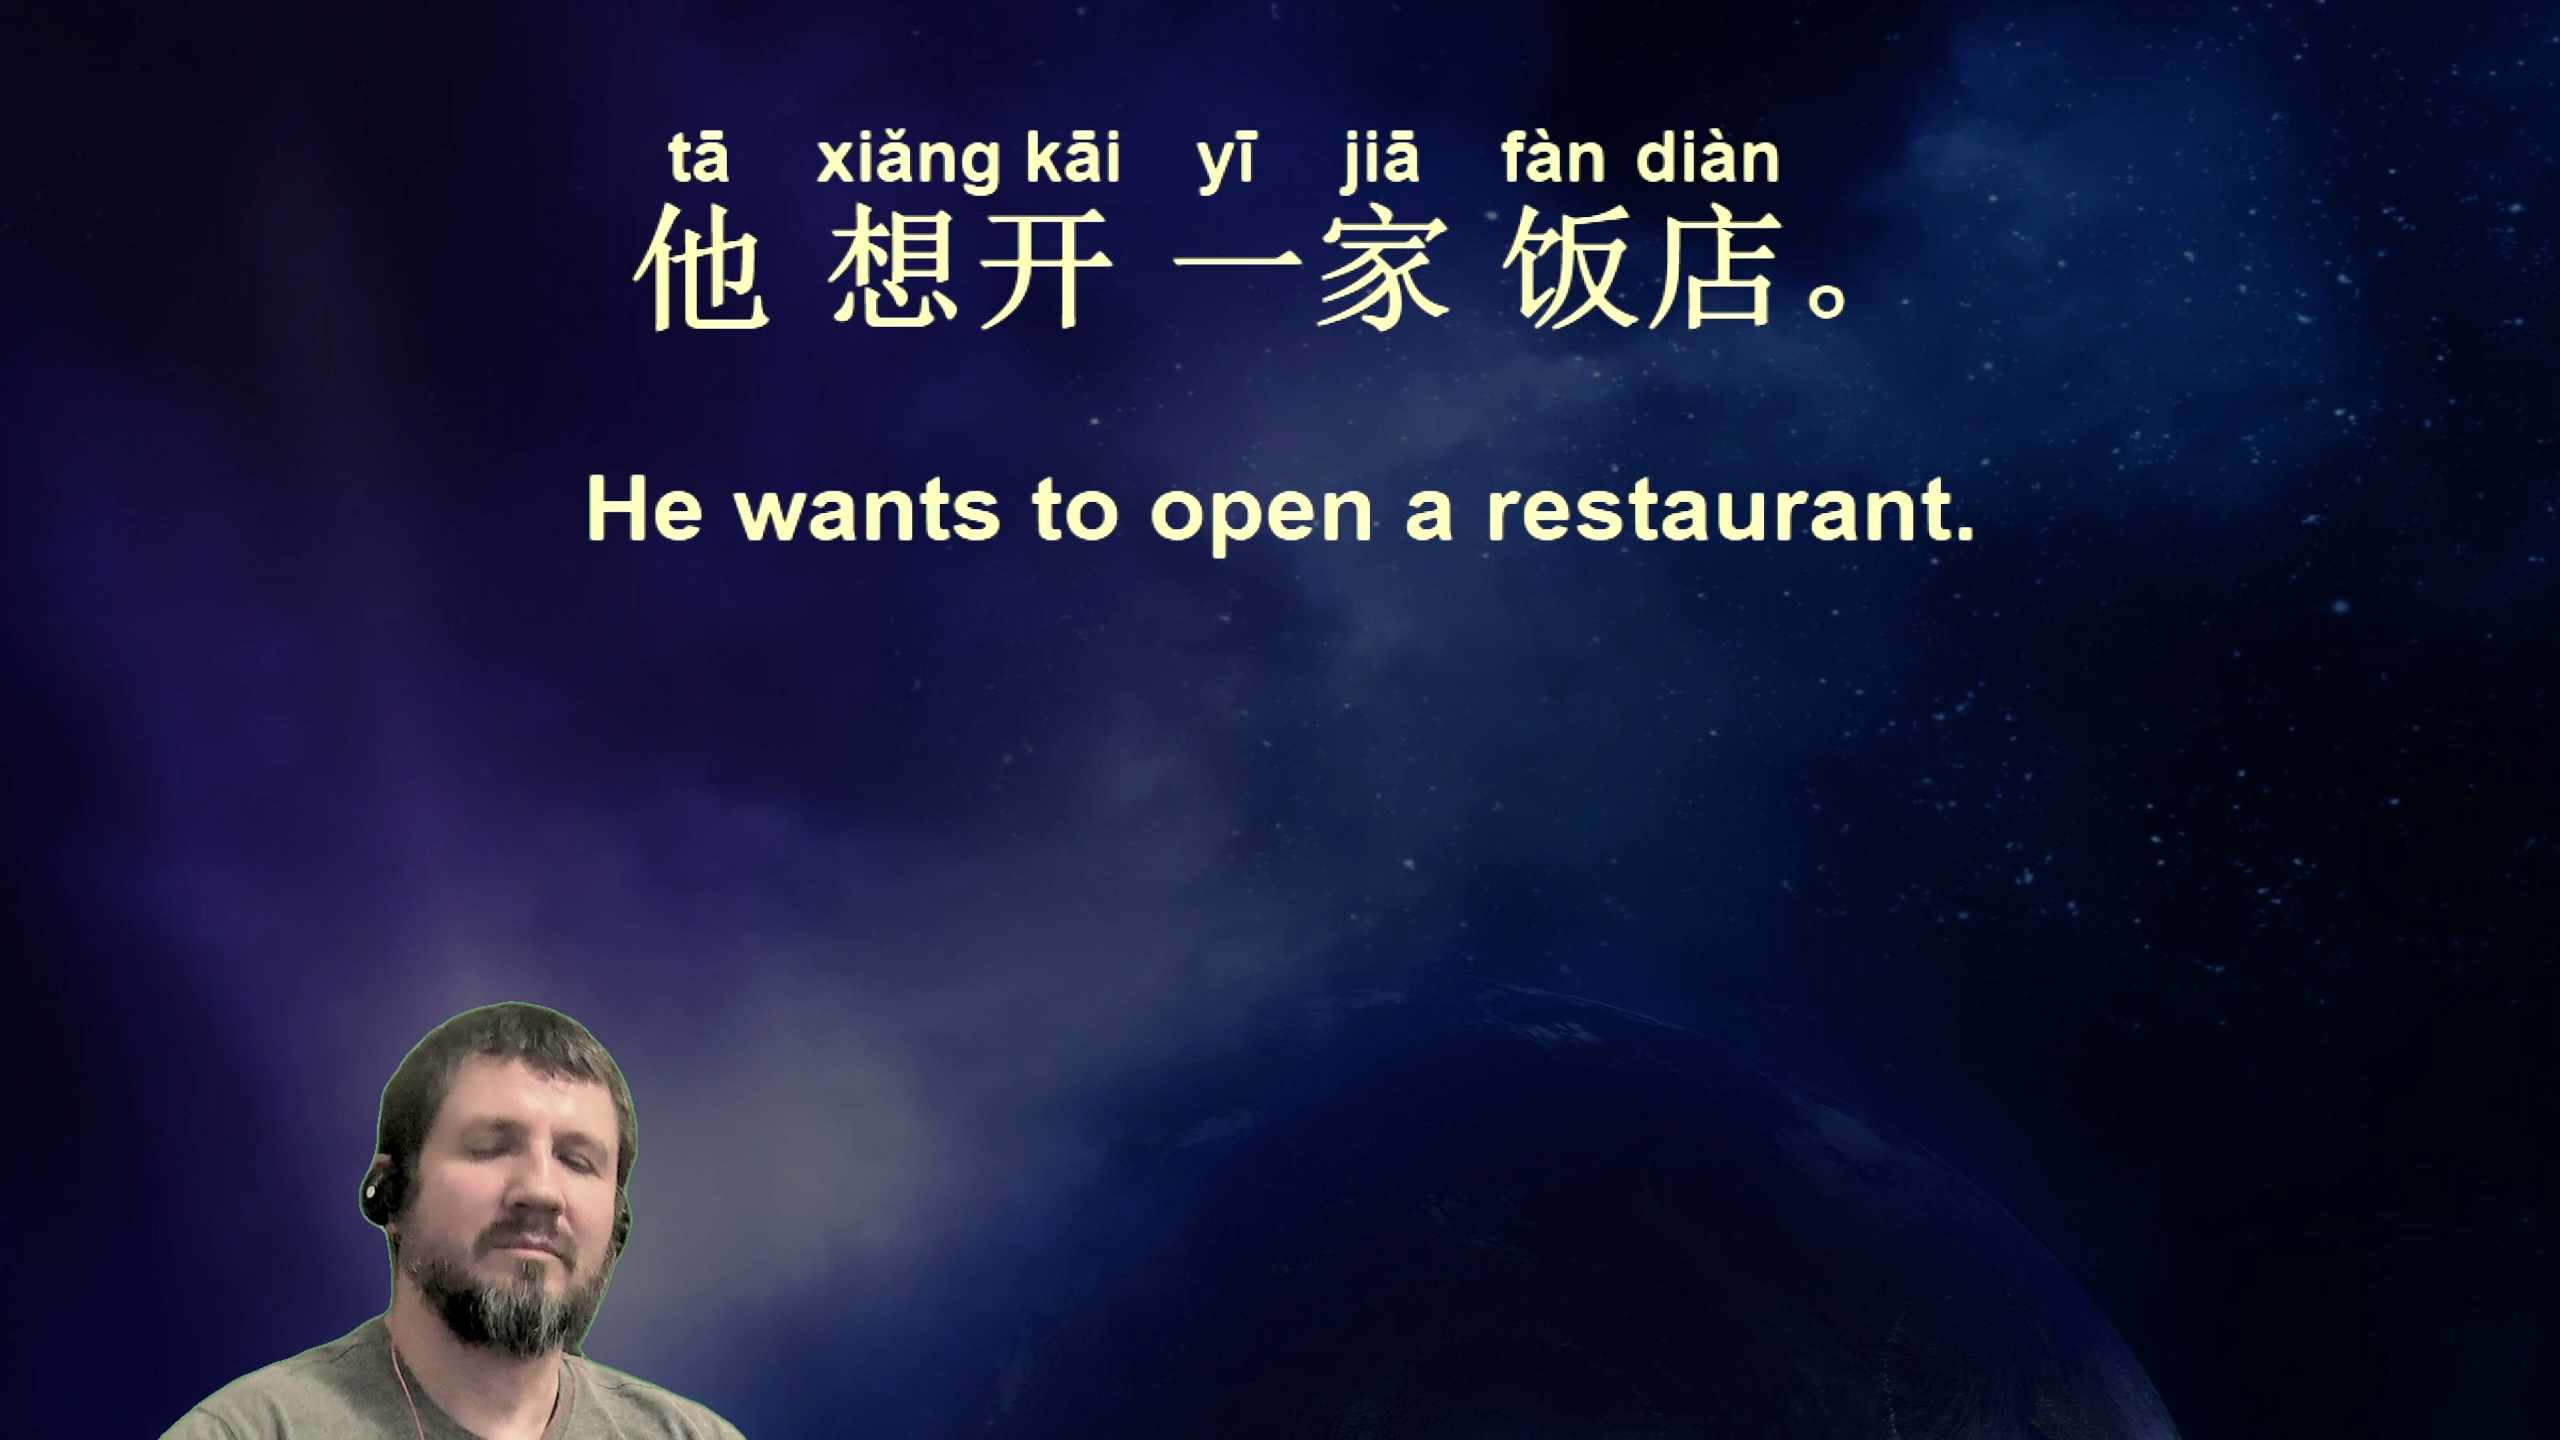 tā xiǎng kāi yī jiā fàn diàn
他 想开 一家 饭店。
He wants to open a restaurant.